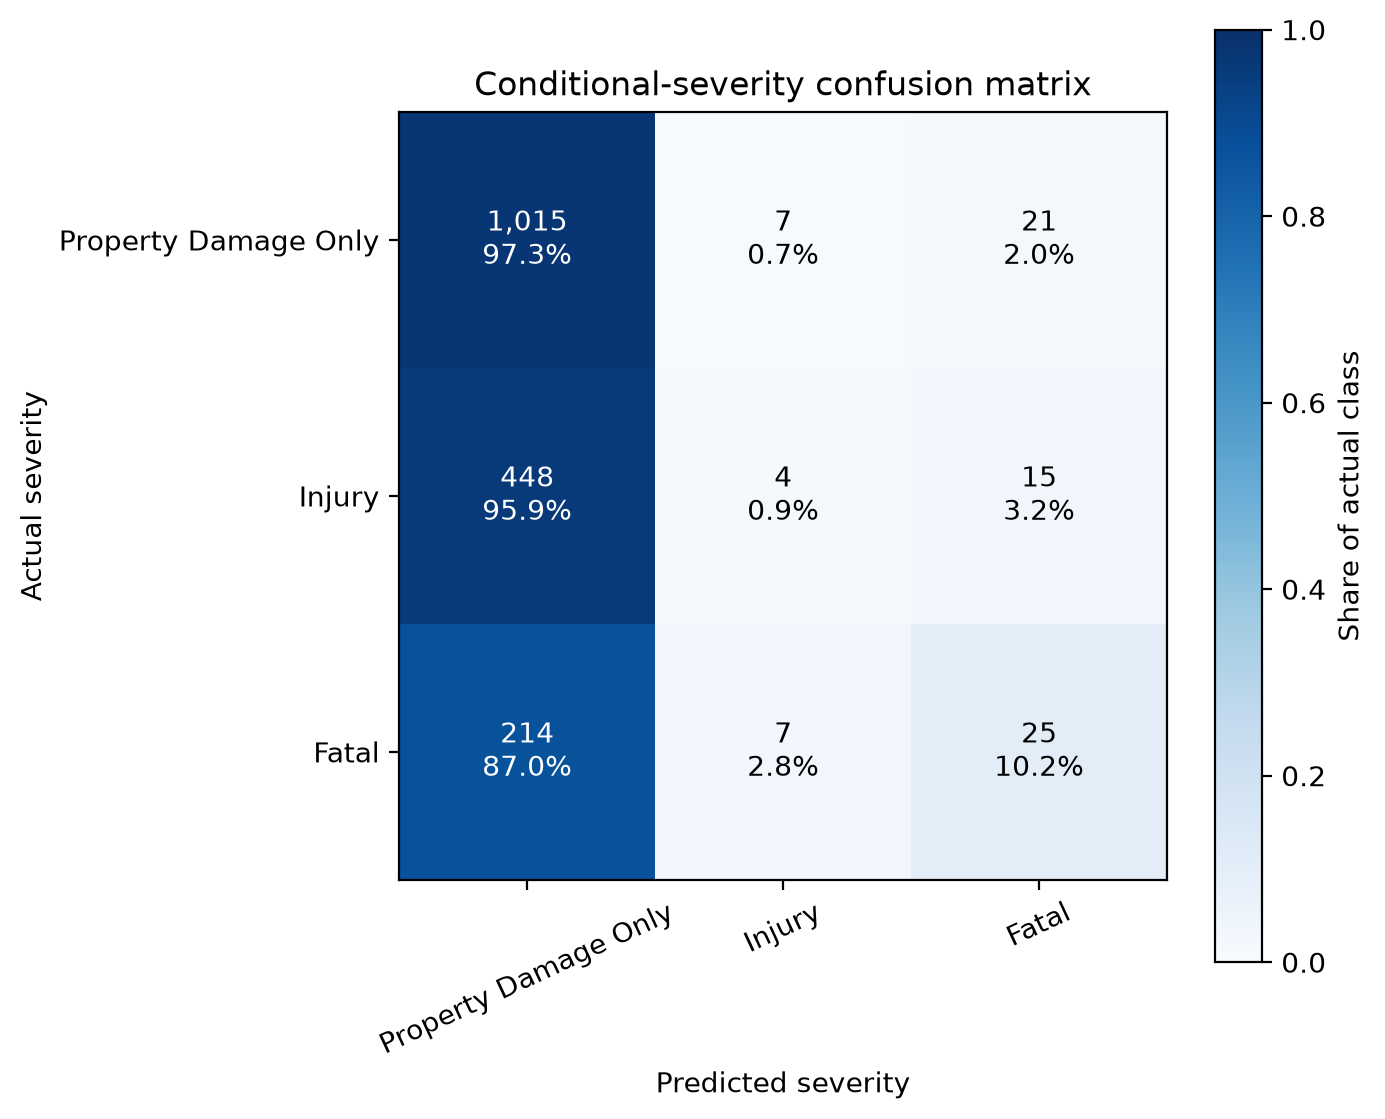 Conditional-severity confusion matrix
1.0
0.8
0.6
0.4
0.2
0.0
Share of actual class
Actual severity
Property Damage Only
1,015
97.3%
7
0.7%
21
2.0%
Injury
448
95.9%
4
0.9%
15
3.2%
Fatal
214
87.0%
7
2.8%
25
10.2%
Property Damage Only
Injury
Fatal
Predicted severity